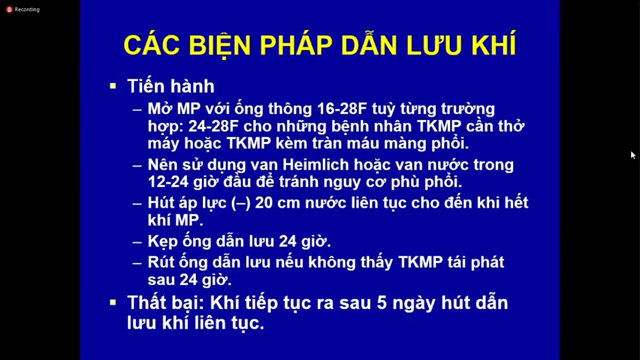 Recording
CÁC BIỆN PHÁP DẪN LƯU KHÍ
▪ Tiến hành
– Mở MP với ống thông 16-28F tuỳ từng trường
hợp: 24-28F cho những bệnh nhân TKMP cần thở
máy hoặc TKMP kèm tràn máu màng phổi.
– Nên sử dụng van Heimlich hoặc van nước trong
12-24 giờ đầu để tránh nguy cơ phù phổi.
– Hút áp lực (–) 20 cm nước liên tục cho đến khi hết
khí MP.
– Kẹp ống dẫn lưu 24 giờ.
– Rút ống dẫn lưu nếu không thấy TKMP tái phát
sau 24 giờ.
▪ Thất bại: Khí tiếp tục ra sau 5 ngày hút dẫn
lưu khí liên tục.